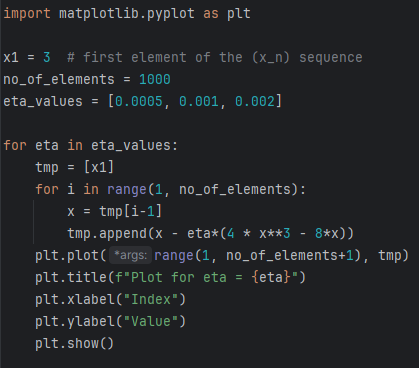 import matplotlib.pyplot as plt
x1 = 3  # first element of the (x_n) sequence
no_of_elements = 1000
eta_values = [0.0005, 0.001, 0.002]
for eta in eta_values:
    tmp = [x1]
    for i in range(1, no_of_elements):
        x = tmp[i-1]
        tmp.append(x - eta*(4 * x**3 - 8*x))
    plt.plot( *args: range(1, no_of_elements+1), tmp)
    plt.title(f"Plot for eta = {eta}")
    plt.xlabel("Index")
    plt.ylabel("Value")
    plt.show()